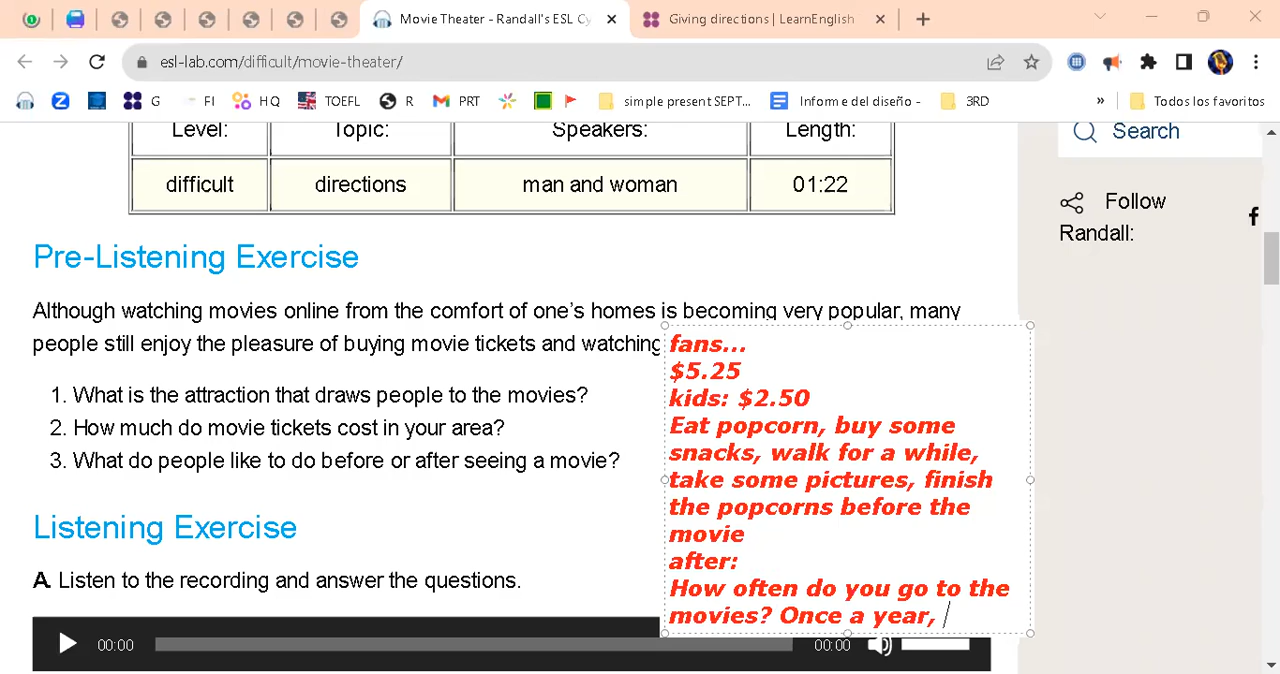 Movie Theater - Randall's ESL Cy
Giving directions | LearnEnglish
esl-lab.com/difficult/movie-theater/
G FI HQ TOEFL R PRT simple present SEPT... Informe del diseño - 3RD » Todos los favoritos
Level: Topic: Speakers: Length:
difficult directions man and woman 01:22
Search
Follow
Randall:
Pre-Listening Exercise
Although watching movies online from the comfort of one's homes is becoming very popular, many
people still enjoy the pleasure of buying movie tickets and watching
1. What is the attraction that draws people to the movies?
2. How much do movie tickets cost in your area?
3. What do people like to do before or after seeing a movie?
fans...
$5.25
kids: $2.50
Eat popcorn, buy some
snacks, walk for a while,
take some pictures, finish
the popcorns before the
movie
after:
How often do you go to the
movies? Once a year,
Listening Exercise
A. Listen to the recording and answer the questions.
00:00 00:00